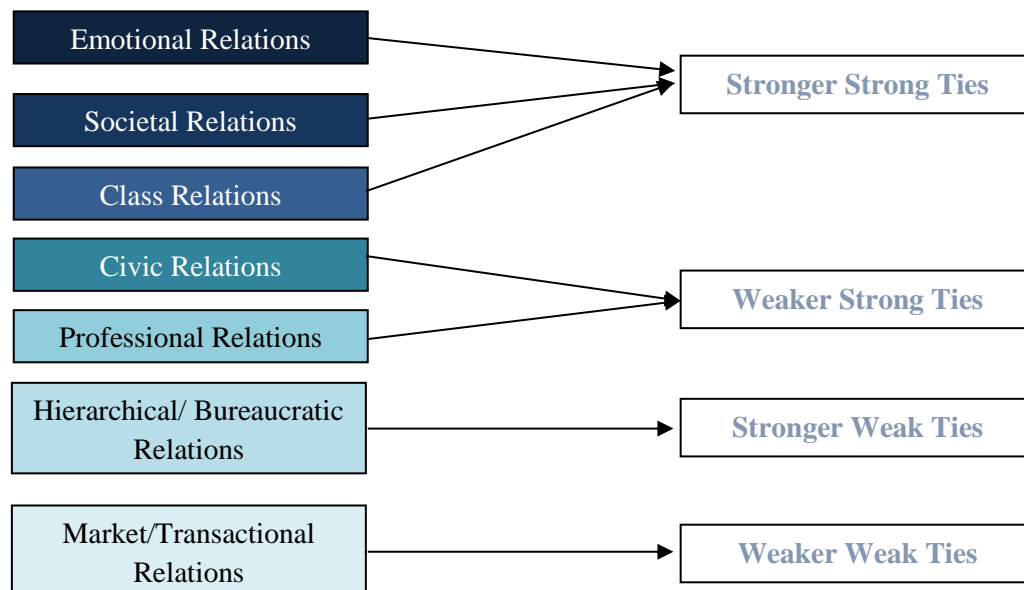 Emotional Relations
Stronger Strong Ties
Societal Relations
Class Relations
Civic Relations
Weaker Strong Ties
Professional Relations
Hierarchical/ Bureaucratic
Relations
Stronger Weak Ties
Market/Transactional
Relations
Weaker Weak Ties